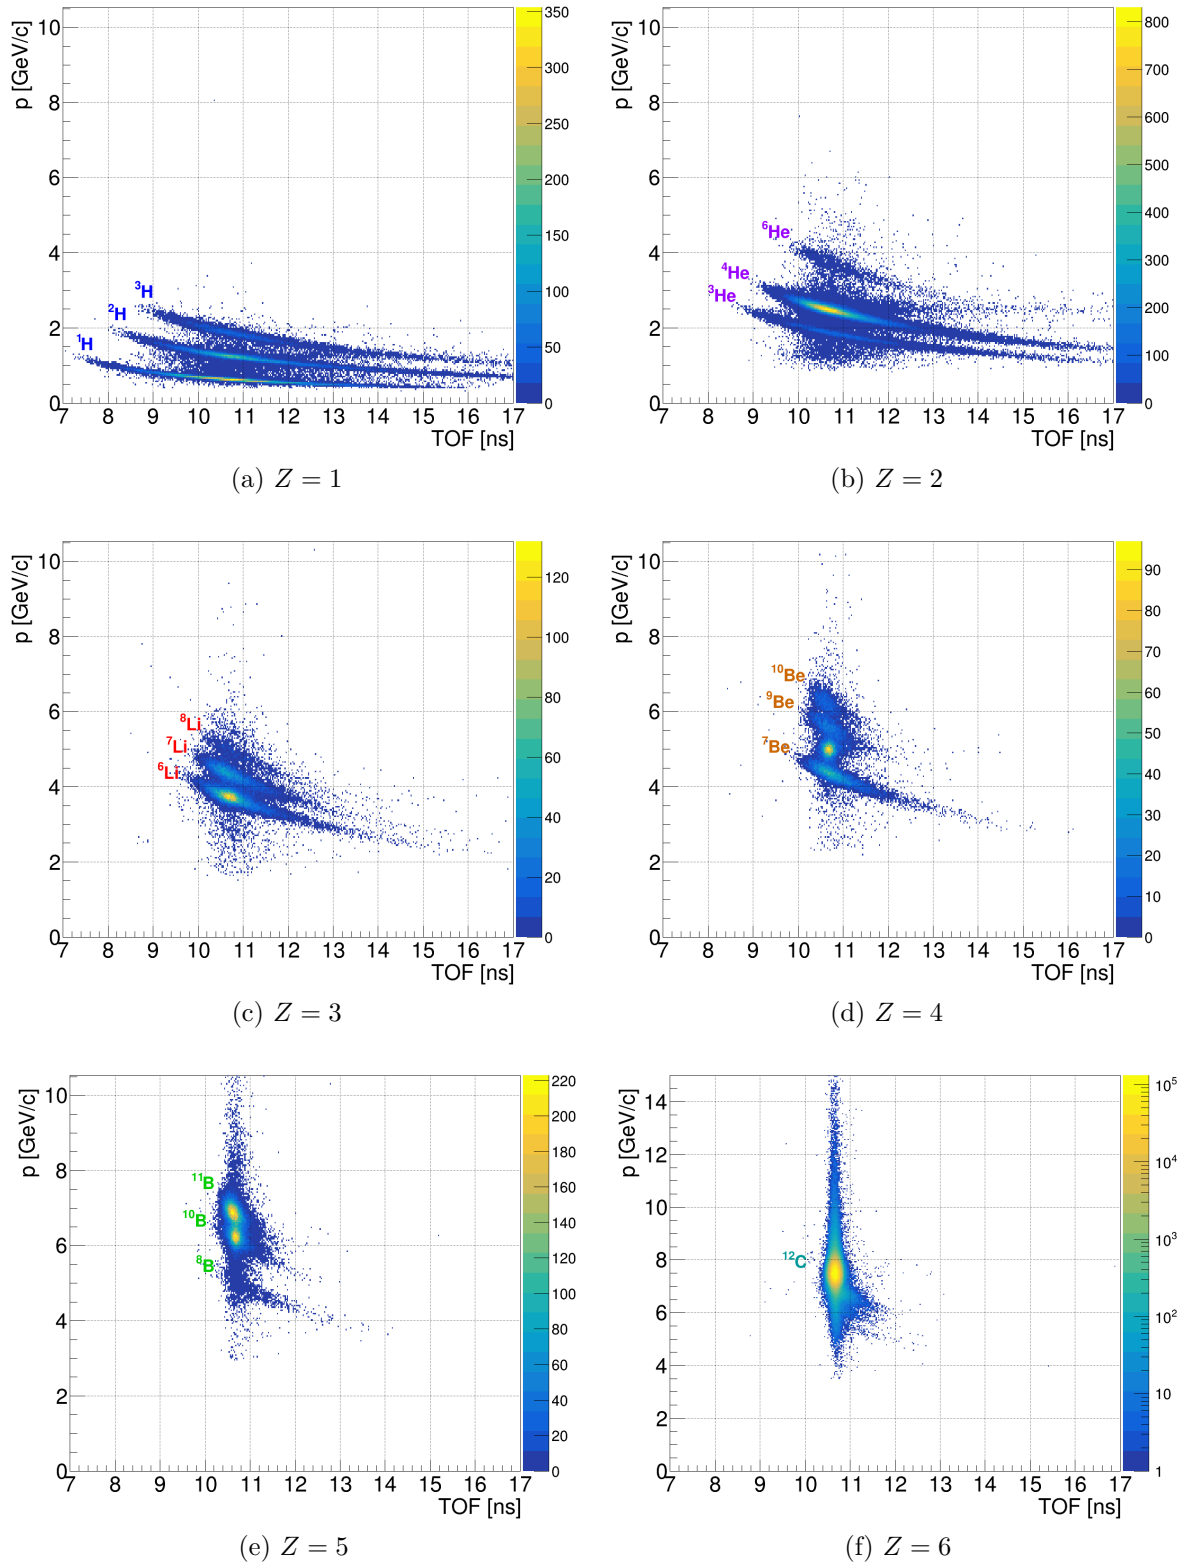 p [GeV/c]
10
8
6
4
2
0
³H
²H
¹H
7 8 9 10 11 12 13 14 15 16 17
TOF [ns]
350
300
250
200
150
100
50
0
(a) Z = 1
p [GeV/c]
10
8
6
4
2
0
⁶He
⁴He
³He
7 8 9 10 11 12 13 14 15 16 17
TOF [ns]
800
700
600
500
400
300
200
100
0
(b) Z = 2
p [GeV/c]
10
8
6
4
2
0
⁸Li
⁷Li
⁶Li
7 8 9 10 11 12 13 14 15 16 17
TOF [ns]
120
100
80
60
40
20
0
(c) Z = 3
p [GeV/c]
10
8
6
4
2
0
¹⁰Be
⁹Be
⁷Be
7 8 9 10 11 12 13 14 15 16 17
TOF [ns]
90
80
70
60
50
40
30
20
10
0
(d) Z = 4
p [GeV/c]
10
8
6
4
2
0
¹¹B
¹⁰B
⁸B
7 8 9 10 11 12 13 14 15 16 17
TOF [ns]
220
200
180
160
140
120
100
80
60
40
20
0
(e) Z = 5
p [GeV/c]
14
12
10
8
6
4
2
0
¹²C
7 8 9 10 11 12 13 14 15 16 17
TOF [ns]
10⁵
10⁴
10³
10²
10
1
(f) Z = 6